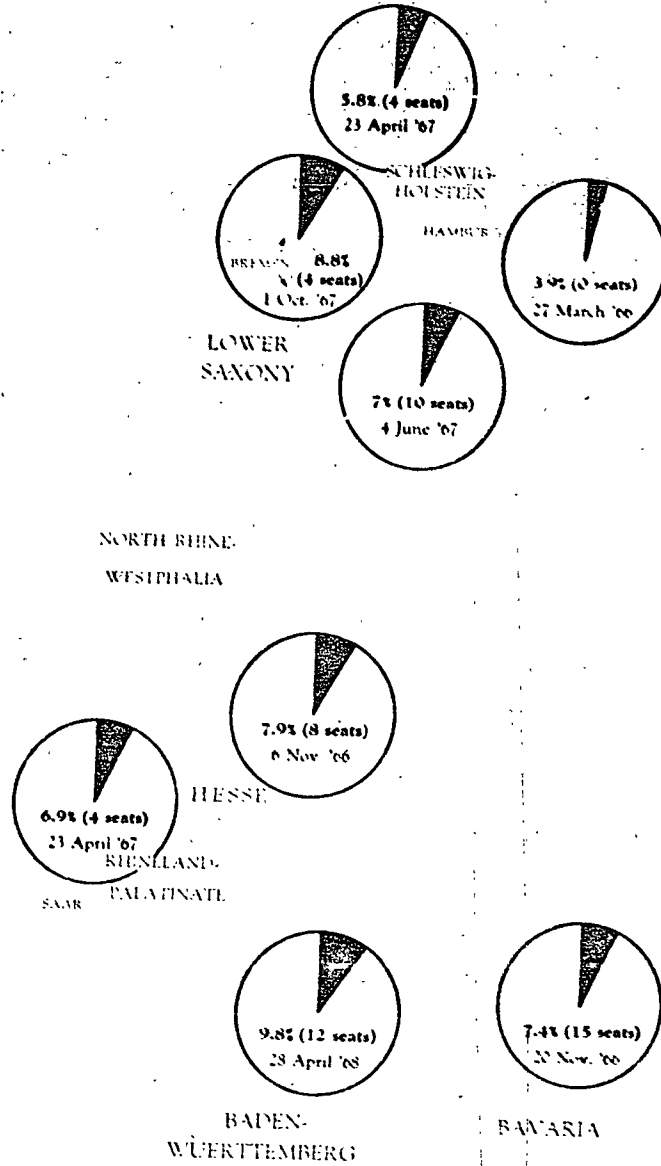 5.8% (4 seats)
23 April '67
SCHLESWIG-
HOLSTEIN
HAMBURG
BREMEN
8.8%
(4 seats)
1 Oct. '67
3.9% (0 seats)
27 March '66
LOWER
SAXONY
7% (10 seats)
4 June '67
NORTH RHINE-
WESTPHALIA
7.9% (8 seats)
6 Nov. '66
HESSE
6.9% (4 seats)
23 April '67
RHINELAND-
PALATINATE
SAAR
9.8% (12 seats)
28 April '68
7.4% (15 seats)
20 Nov. '66
BADEN-
WUERTTEMBERG
BAVARIA